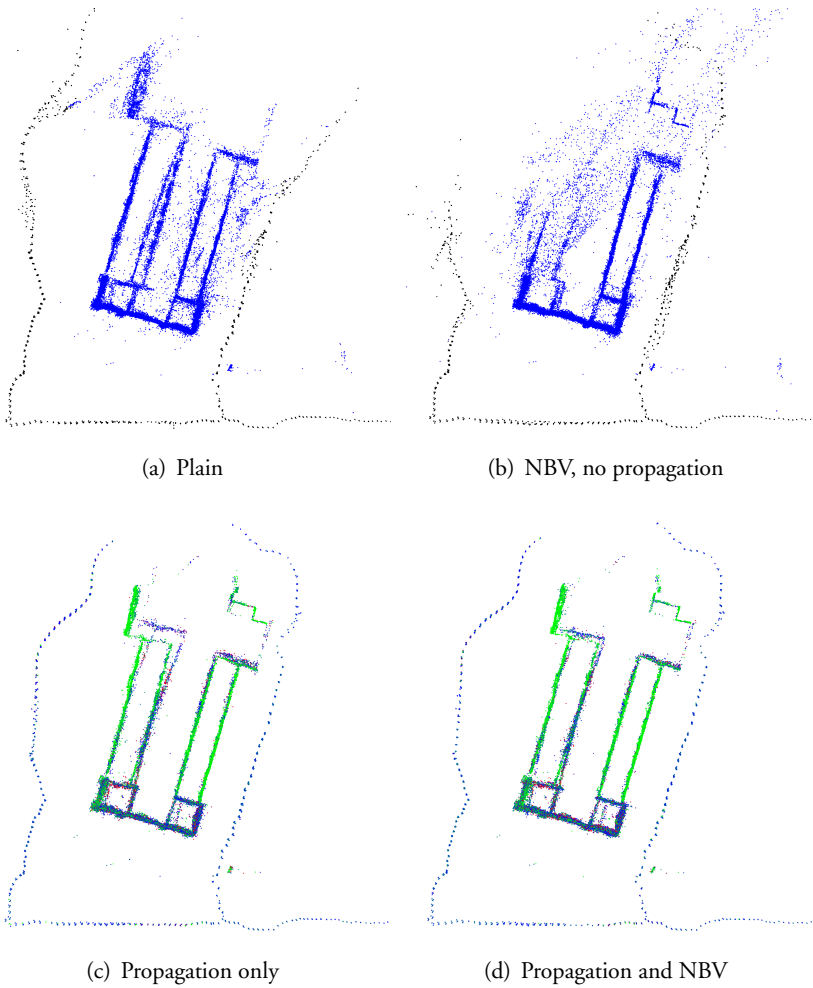 (a) Plain
(b) NBV, no propagation
(c) Propagation only
(d) Propagation and NBV